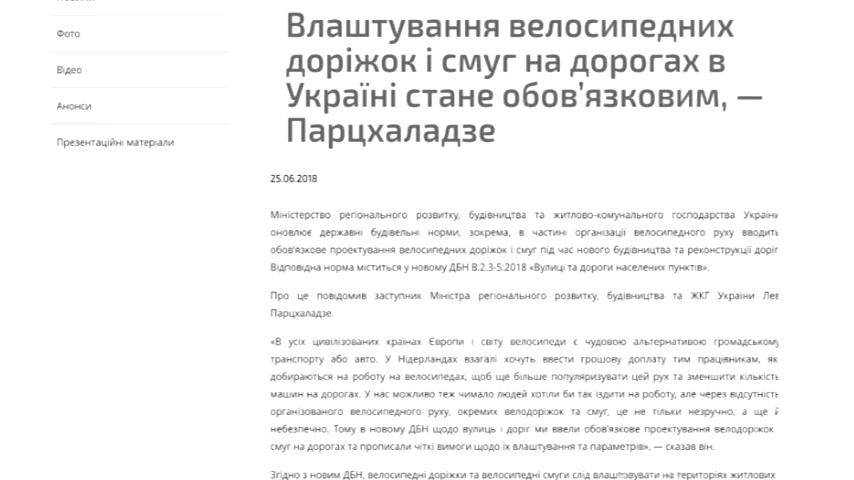 Фото
Відео
Анонси
Презентаційні матеріали
Влаштування велосипедних
доріжок і смуг на дорогах в
Україні стане обов’язковим, —
Парцхаладзе
25.06.2018
Міністерство регіонального розвитку, будівництва та житлово-комунального господарства України
оновлює державні будівельні норми, зокрема, в частині організації велосипедного руху вводить
обов'язкове проектування велосипедних доріжок і смуг під час нового будівництва та реконструкції доріг
Відповідна норма міститься у новому ДБН В.2.3-5:2018 «Вулиці та дороги населених пунктів».
Про це повідомив заступник Міністра регіонального розвитку, будівництва та ЖКГ України Лев
Парцхаладзе.
«В усіх цивілізованих країнах Європи і світу велосипеди є чудовою альтернативою громадському
транспорту або авто. У Нідерландах взагалі хочуть ввести грошову доплату тим працівникам, як
добираються на роботу на велосипедах, щоб ще більше популяризувати цей рух та зменшити кількість
машин на дорогах. У нас можливо теж чимало людей хотіли би так їздити на роботу, але через відсутність
організованого велосипедного руху, окремих велодоріжок та смуг, це не тільки незручно, а ще й
небезпечно. Тому в новому ДБН щодо вулиць і доріг ми ввели обов'язкове проектування велодоріжок
смуг на дорогах та прописали чіткі вимоги щодо їх влаштування та параметрів», — сказав він.
Згідно з новим ДБН, велосипедні доріжки та велосипедні смуги слід влаштовувати на територіях житлових